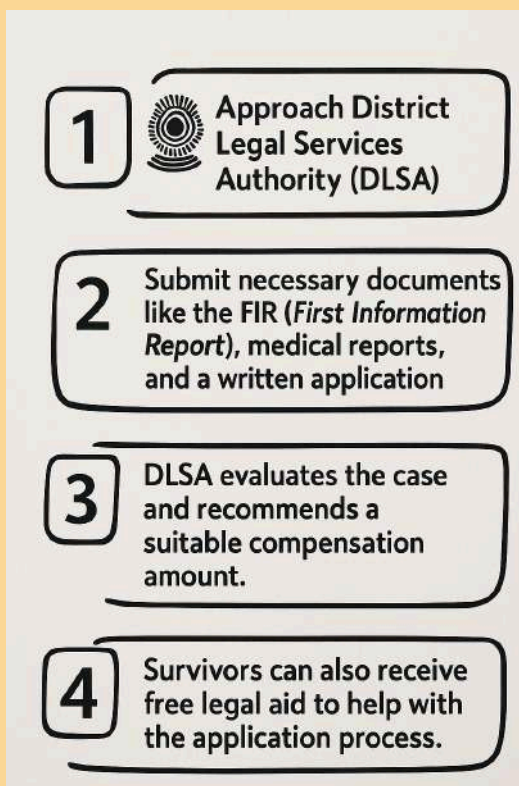 1
Approach District
Legal Services
Authority (DLSA)
2
Submit necessary documents
like the FIR (First Information
Report), medical reports,
and a written application
3
DLSA evaluates the case
and recommends a
suitable compensation
amount.
4
Survivors can also receive
free legal aid to help with
the application process.